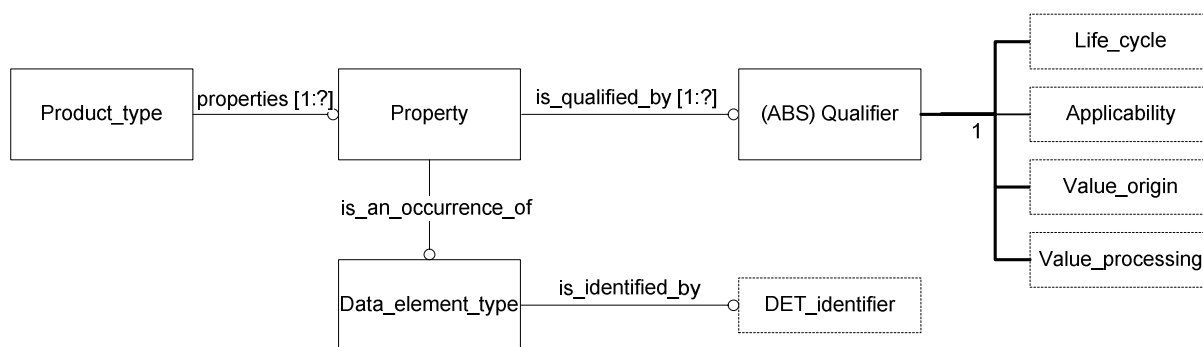 Life_cycle
Product_type
properties [1:?]
Property
is_qualified_by [1:?]
(ABS) Qualifier
1
Applicability
Value_origin
is_an_occurrence_of
Value_processing
Data_element_type
is_identified_by
DET_identifier